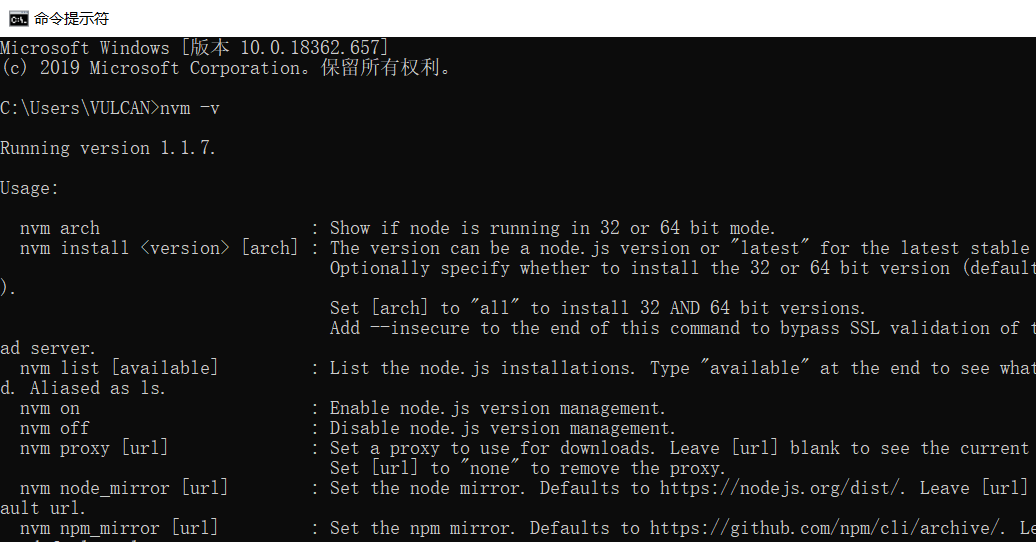 命令提示符
Microsoft Windows [版本 10.0.18362.657]
(c) 2019 Microsoft Corporation。保留所有权利。
C:\Users\VULCAN>nvm -v
Running version 1.1.7.
Usage:
nvm arch : Show if node is running in 32 or 64 bit mode.
nvm install <version> [arch] : The version can be a node.js version or "latest" for the latest stable
Optionally specify whether to install the 32 or 64 bit version (default
).
Set [arch] to "all" to install 32 AND 64 bit versions.
Add --insecure to the end of this command to bypass SSL validation of
ad server.
nvm list [available] : List the node.js installations. Type "available" at the end to see what
d. Aliased as ls.
nvm on : Enable node.js version management.
nvm off : Disable node.js version management.
nvm proxy [url] : Set a proxy to use for downloads. Leave [url] blank to see the current
Set [url] to "none" to remove the proxy.
nvm node_mirror [url] : Set the node mirror. Defaults to https://nodejs.org/dist/. Leave [url]
ault url.
nvm npm_mirror [url] : Set the npm mirror. Defaults to https://github.com/npm/cli/archive/.